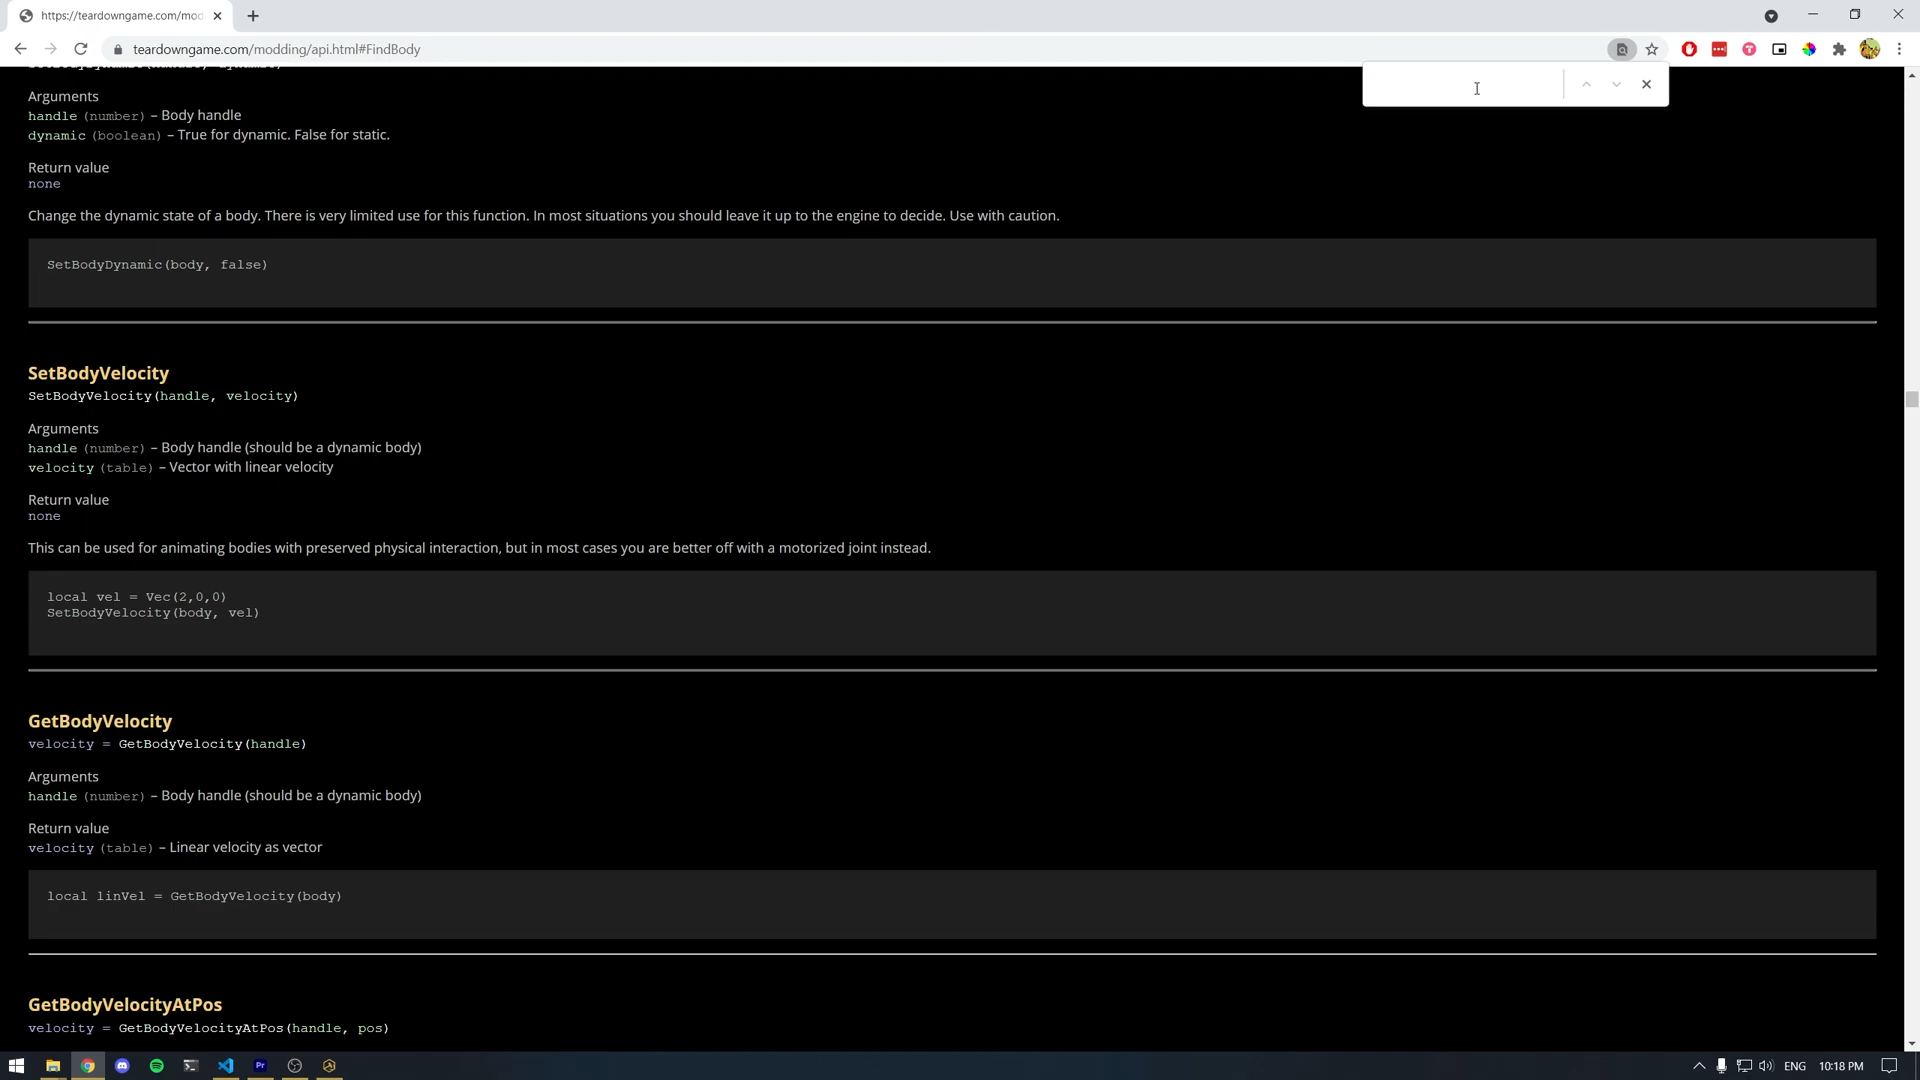 https://teardowngame.com/mod
teardowngame.com/modding/api.html#FindBody
Arguments
handle (number) – Body handle
dynamic (boolean) – True for dynamic. False for static.
Return value
none
Change the dynamic state of a body. There is very limited use for this function. In most situations you should leave it up to the engine to decide. Use with caution.
SetBodyDynamic(body, false)
SetBodyVelocity
SetBodyVelocity(handle, velocity)
Arguments
handle (number) – Body handle (should be a dynamic body)
velocity (table) – Vector with linear velocity
Return value
none
This can be used for animating bodies with preserved physical interaction, but in most cases you are better off with a motorized joint instead.
local vel = Vec(2,0,0)
SetBodyVelocity(body, vel)
GetBodyVelocity
velocity = GetBodyVelocity(handle)
Arguments
handle (number) – Body handle (should be a dynamic body)
Return value
velocity (table) – Linear velocity as vector
local linVel = GetBodyVelocity(body)
GetBodyVelocityAtPos
velocity = GetBodyVelocityAtPos(handle, pos)
Pr
ENG
10:18 PM